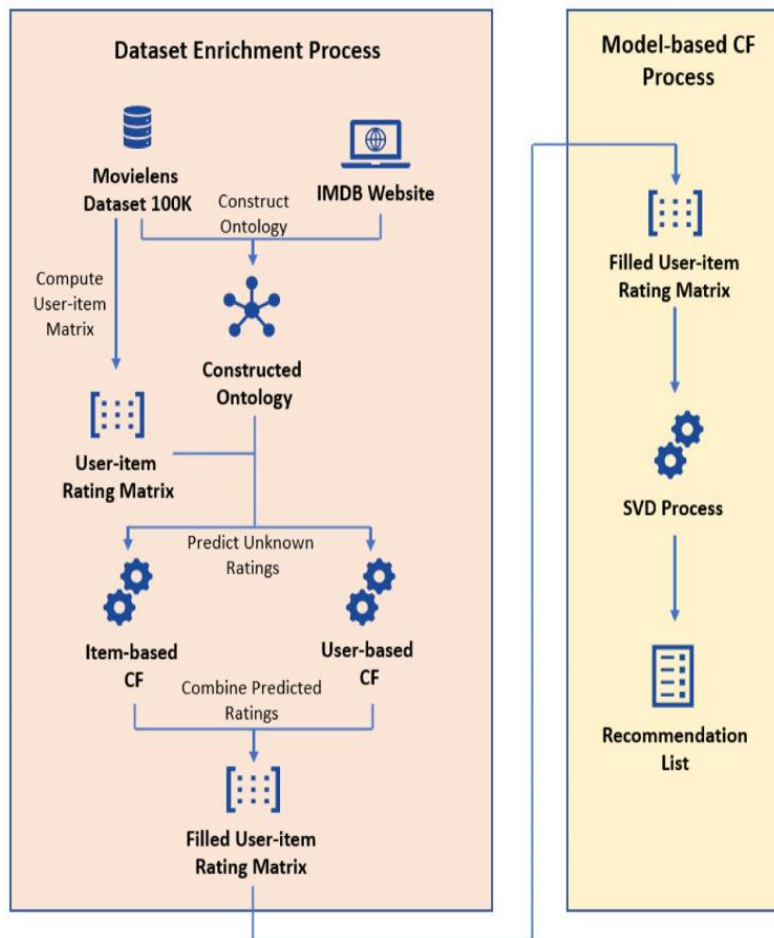 Dataset Enrichment Process
Movielens
Dataset 100K
IMDB Website
Construct
Ontology
Compute
User-item
Matrix
Constructed
Ontology
User-item
Rating Matrix
Predict Unknown
Ratings
Item-based
CF
User-based
CF
Combine Predicted
Ratings
Filled User-item
Rating Matrix
Model-based CF
Process
Filled User-item
Rating Matrix
SVD Process
Recommendation
List